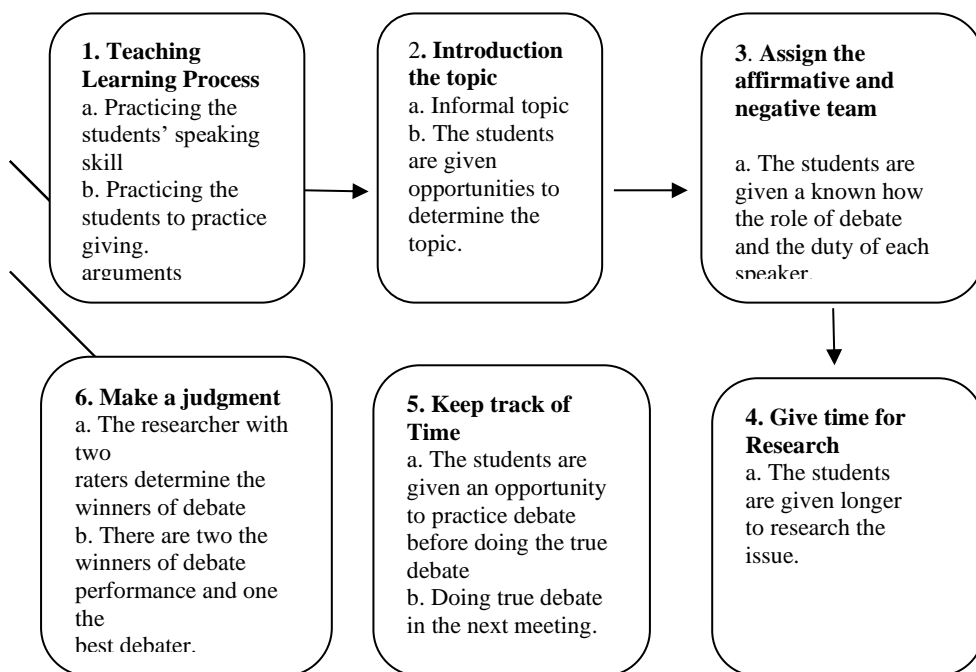 1. Teaching
Learning Process
a. Practicing the
students’ speaking
skill
b. Practicing the
students to practice
giving.
arguments
2. Introduction
the topic
a. Informal topic
b. The students
are given
opportunities to
determine the
topic.
3. Assign the
affirmative and
negative team
a. The students are
given a known how
the role of debate
and the duty of each
speaker.
4. Give time for
Research
a. The students
are given longer
to research the
issue.
5. Keep track of
Time
a. The students are
given an opportunity
to practice debate
before doing the true
debate
b. Doing true debate
in the next meeting.
6. Make a judgment
a. The researcher with
two
raters determine the
winners of debate
b. There are two the
winners of debate
performance and one
the
best debater.